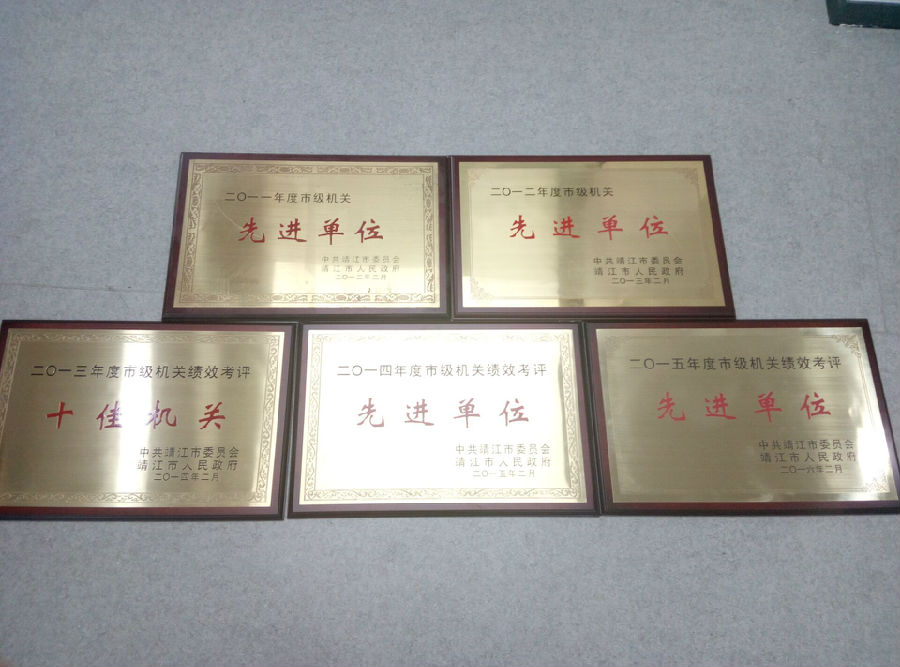 二〇一一年度市级机关
先进单位
中共靖江市委员会
靖江市人民政府
二〇一二年二月
二〇一二年度市级机关
先进单位
中共靖江市委员会
靖江市人民政府
二〇一三年二月
二〇一三年度市级机关绩效考评
十佳机关
中共靖江市委员会
靖江市人民政府
二〇一四年二月
二〇一四年度市级机关绩效考评
先进单位
中共靖江市委员会
靖江市人民政府
二〇一五年二月
二〇一五年度市级机关绩效考评
先进单位
中共靖江市委员会
靖江市人民政府
二〇一六年二月